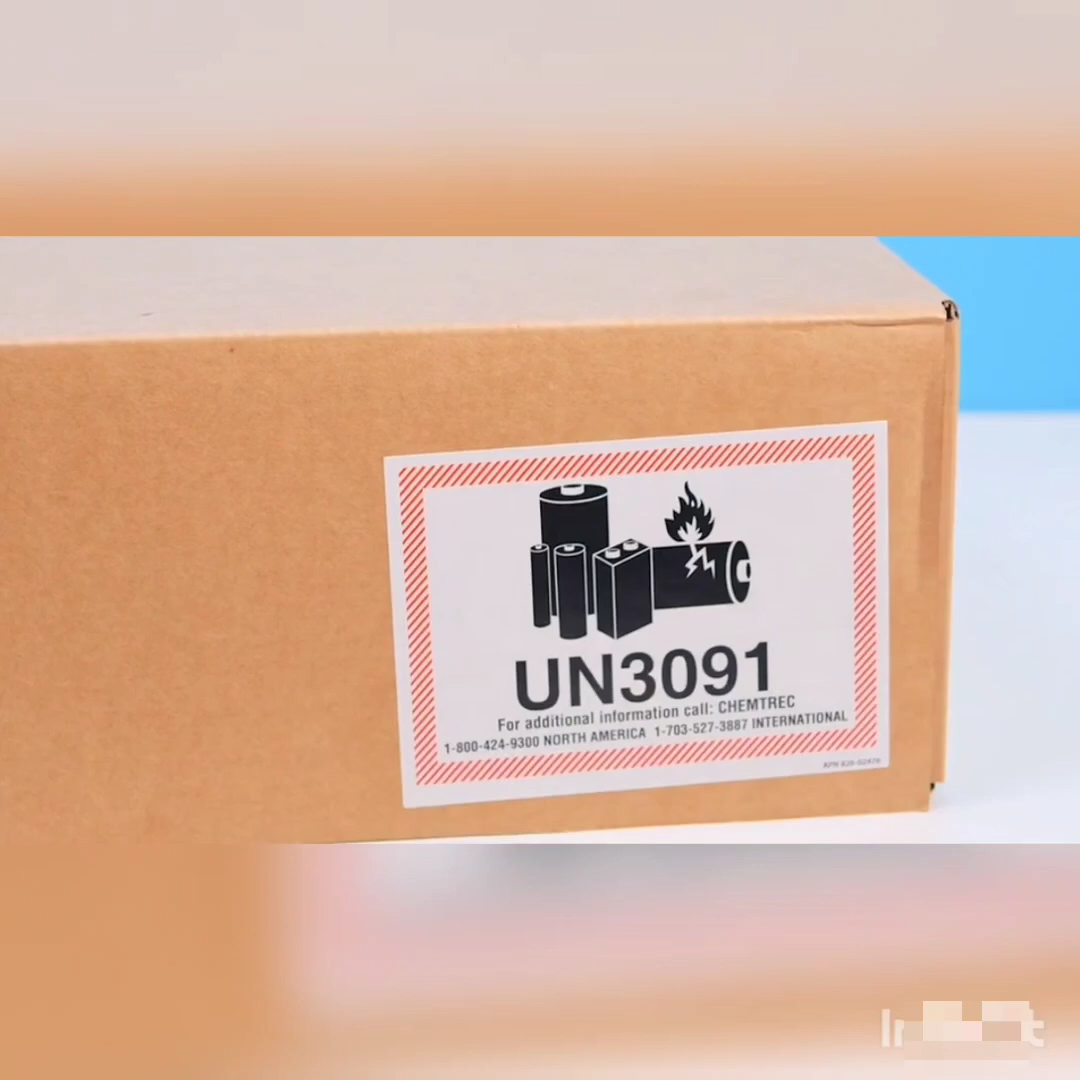 UN3091
For additional information call: CHEMTREC
1-800-424-9300 NORTH AMERICA 1-703-527-3887 INTERNATIONAL